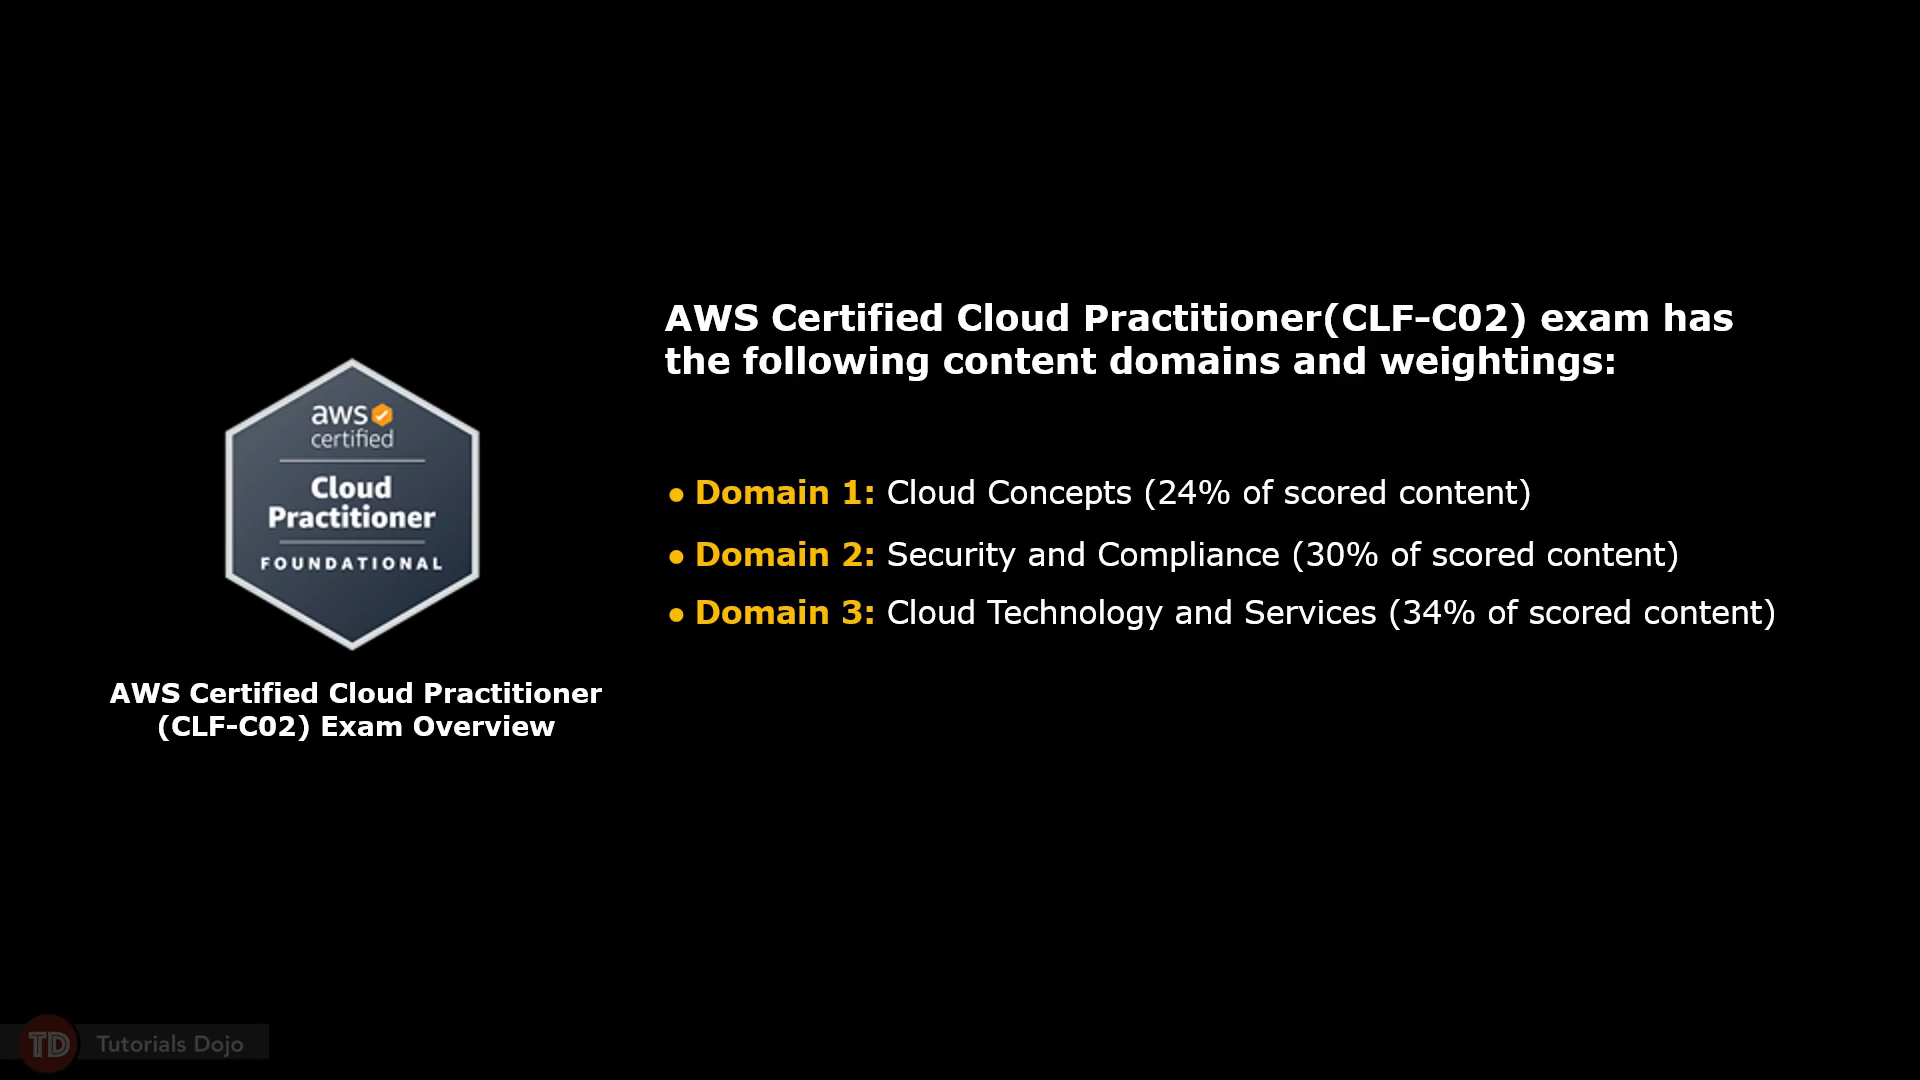 AWS Certified Cloud Practitioner(CLF-C02) exam has
the following content domains and weightings:
aws
certified
Cloud
Practitioner
FOUNDATIONAL
AWS Certified Cloud Practitioner
(CLF-C02) Exam Overview
• Domain 1: Cloud Concepts (24% of scored content)
• Domain 2: Security and Compliance (30% of scored content)
• Domain 3: Cloud Technology and Services (34% of scored content)
TD Tutorials Dojo